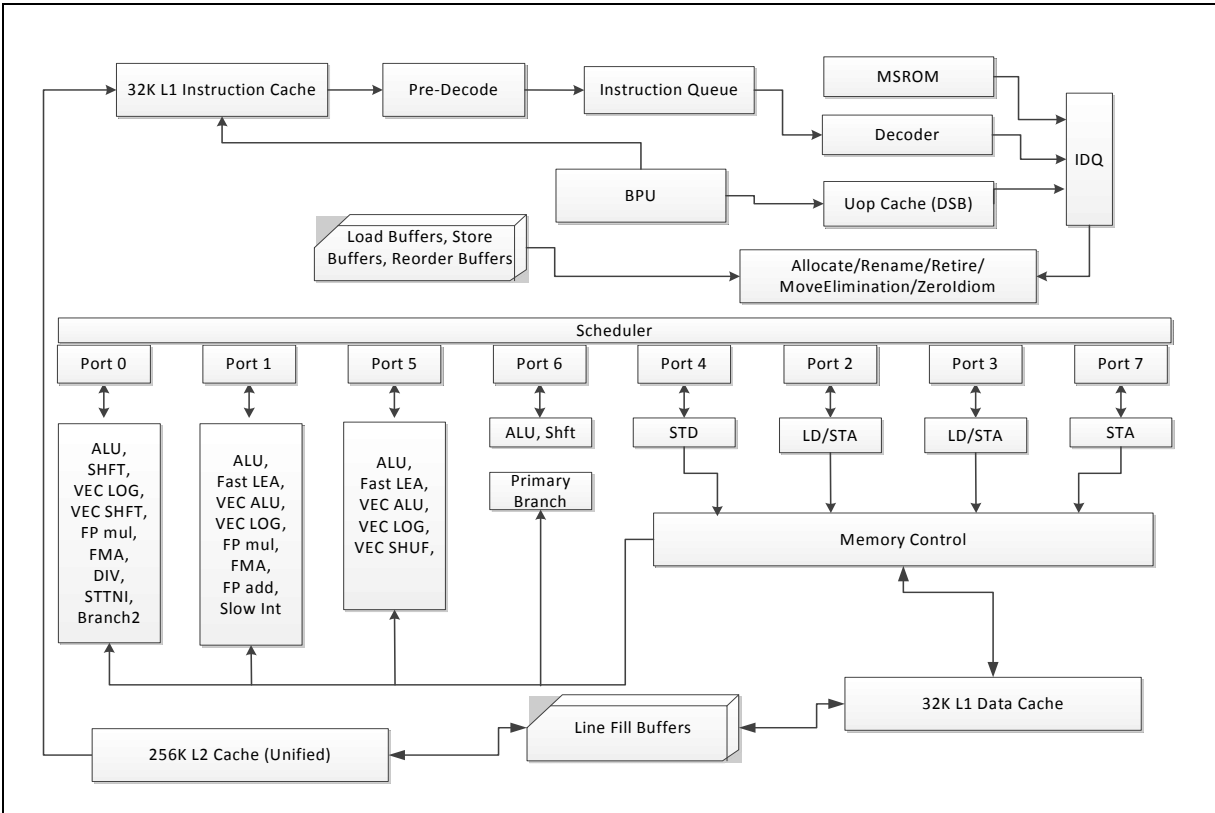 32K L1 Instruction Cache
Pre-Decode
Instruction Queue
MSROM
Decoder
IDQ
BPU
Uop Cache (DSB)
Load Buffers, Store
Buffers, Reorder Buffers
Allocate/Rename/Retire/
MoveElimination/ZeroIdiom
Scheduler
Port 0
Port 1
Port 5
Port 6
Port 4
Port 2
Port 3
Port 7
ALU,
SHFT,
VEC LOG,
VEC SHFT,
FP mul,
FMA,
DIV,
STTNI,
Branch2
ALU,
Fast LEA,
VEC ALU,
VEC LOG,
FP mul,
FMA,
FP add,
Slow Int
ALU,
Fast LEA,
VEC ALU,
VEC LOG,
VEC SHUF,
ALU, Shft
Primary
Branch
STD
LD/STA
LD/STA
STA
Memory Control
32K L1 Data Cache
Line Fill Buffers
256K L2 Cache (Unified)